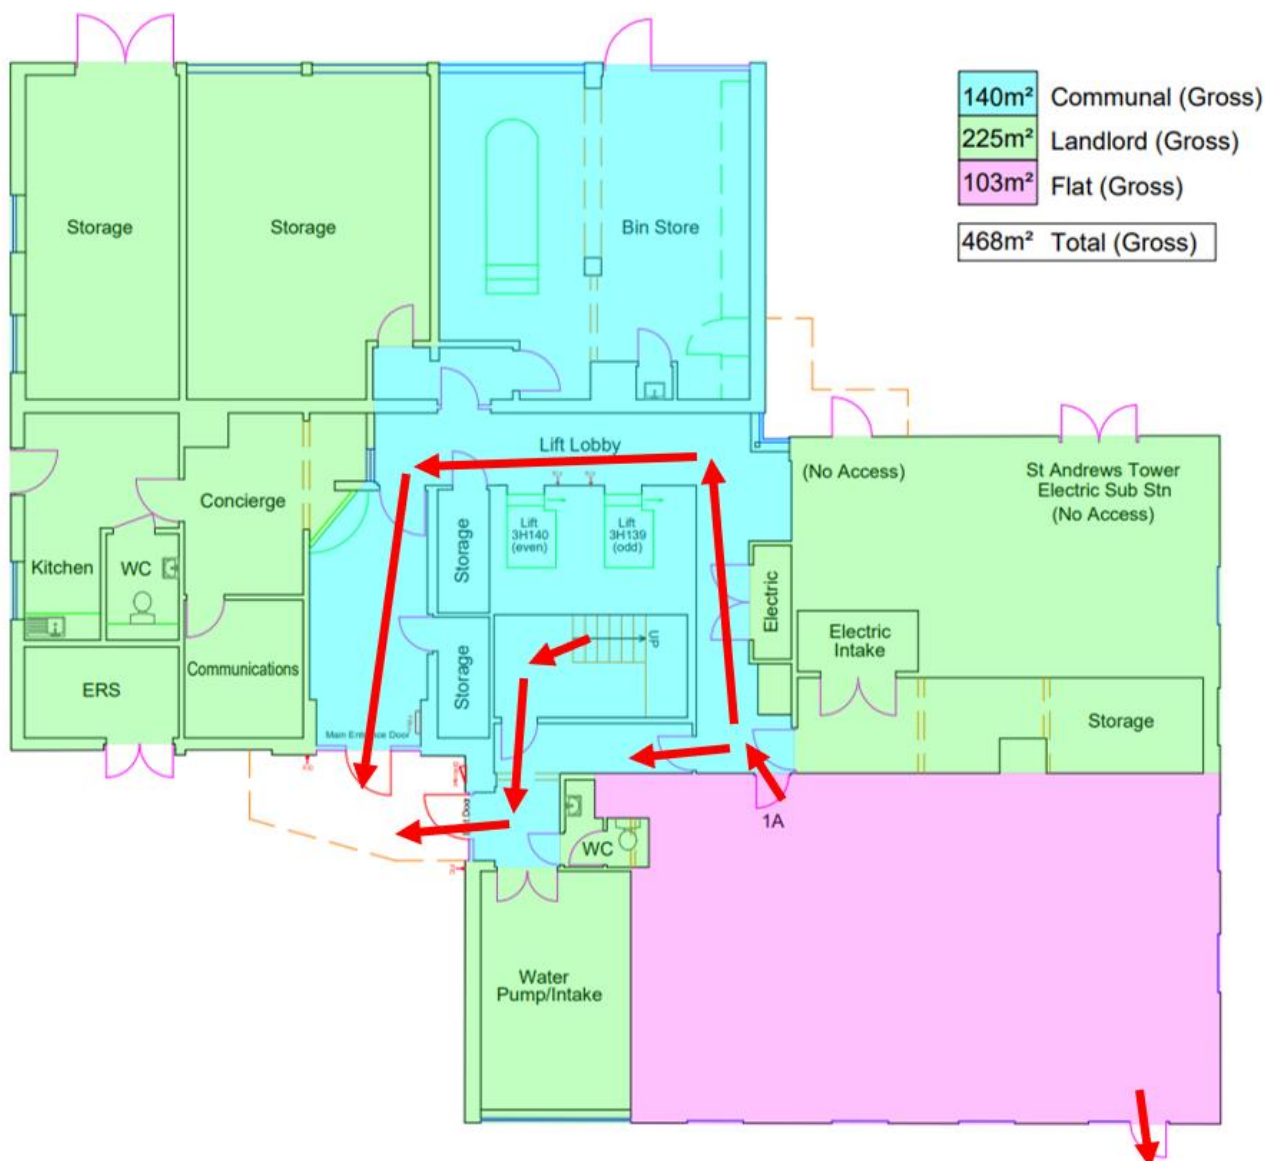 140m² Communal (Gross)
225m² Landlord (Gross)
103m² Flat (Gross)
468m² Total (Gross)
Storage
Storage
Bin Store
Lift Lobby
(No Access)
St Andrews Tower
Electric Sub Stn
(No Access)
Concierge
Kitchen
WC
Storage
Lift
3H140
(even)
Lift
3H139
(odd)
Electric
Electric
Intake
UP
Communications
ERS
Storage
Storage
Main Entrance Door
Door
1A
WC
Water
Pump/Intake